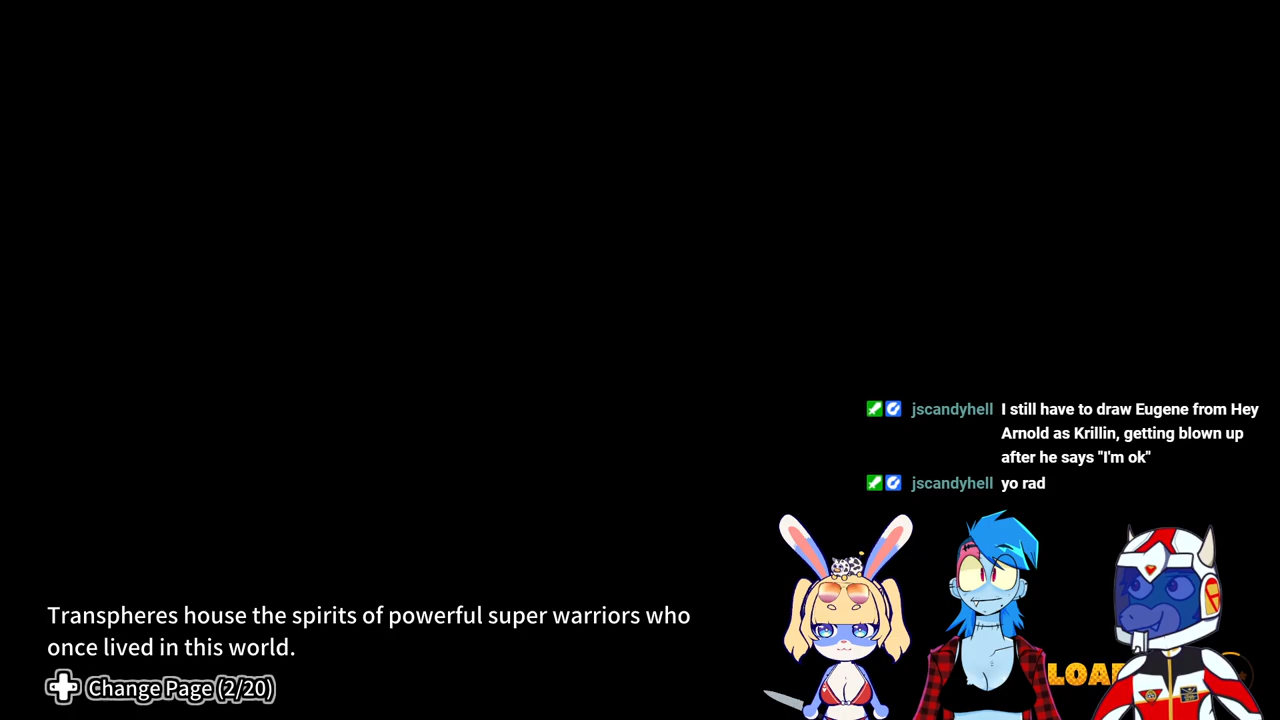 jscandyhell I still have to draw Eugene from Hey
Arnold as Krillin, getting blown up
after he says "I'm ok"
jscandyhell yo rad
Transpheres house the spirits of powerful super warriors who
once lived in this world.
Change Page (2/20)